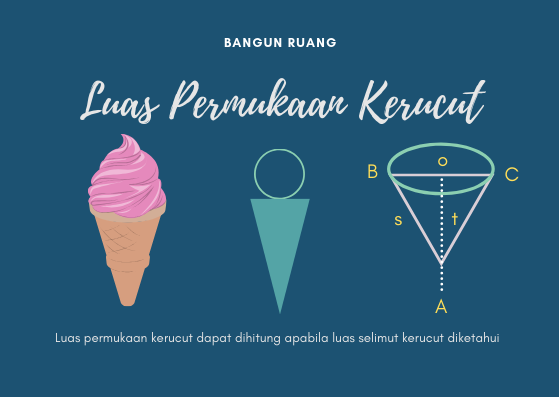 BANGUN RUANG
Luas Permukaan Kerucut
o
B
C
s
t
A
Luas permukaan kerucut dapat dihitung apabila luas selimut kerucut diketahui